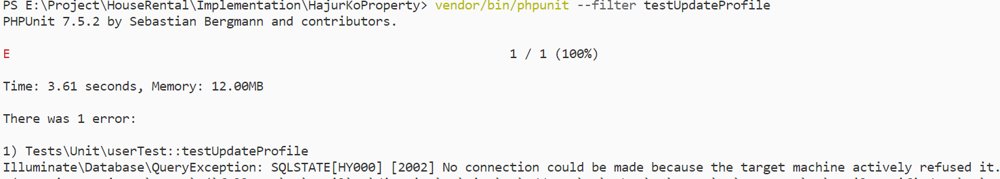 PS E:\Project\HouseRental\Implementation\HajurKoProperty> vendor/bin/phpunit --filter testUpdateProfile
PHPUnit 7.5.2 by Sebastian Bergmann and contributors.
E 1 / 1 (100%)
Time: 3.61 seconds, Memory: 12.00MB
There was 1 error:
1) Tests\Unit\userTest::testUpdateProfile
Illuminate\Database\QueryException: SQLSTATE[HY000] [2002] No connection could be made because the target machine actively refused it.